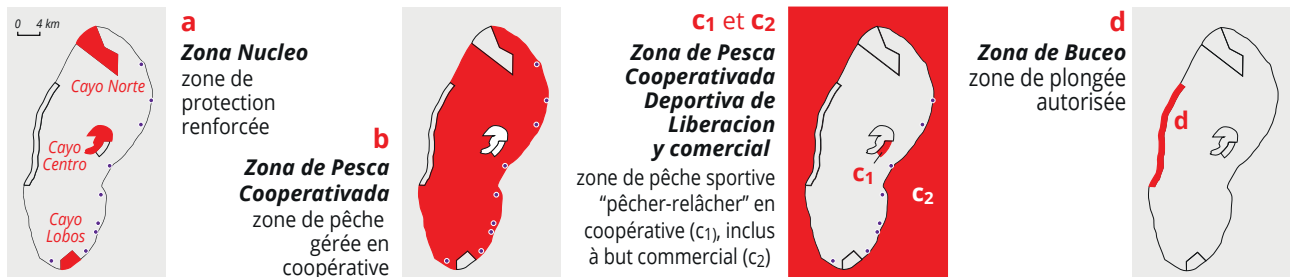 0 4 km
Cayo Norte
Cayo
Centro
Cayo
Lobos
a
Zona Nucleo
zone de
protection
renforcée
b
Zona de Pesca
Cooperativada
zone de pêche
gérée en
coopérative
c1 et c2
Zona de Pesca
Cooperativada
Deportiva de
Liberacion
y comercial
zone de pêche sportive
“pêcher-relâcher” en
coopérative (c1), inclus
à but commercial (c2)
c1
c2
d
Zona de Buceo
zone de plongée
autorisée
d